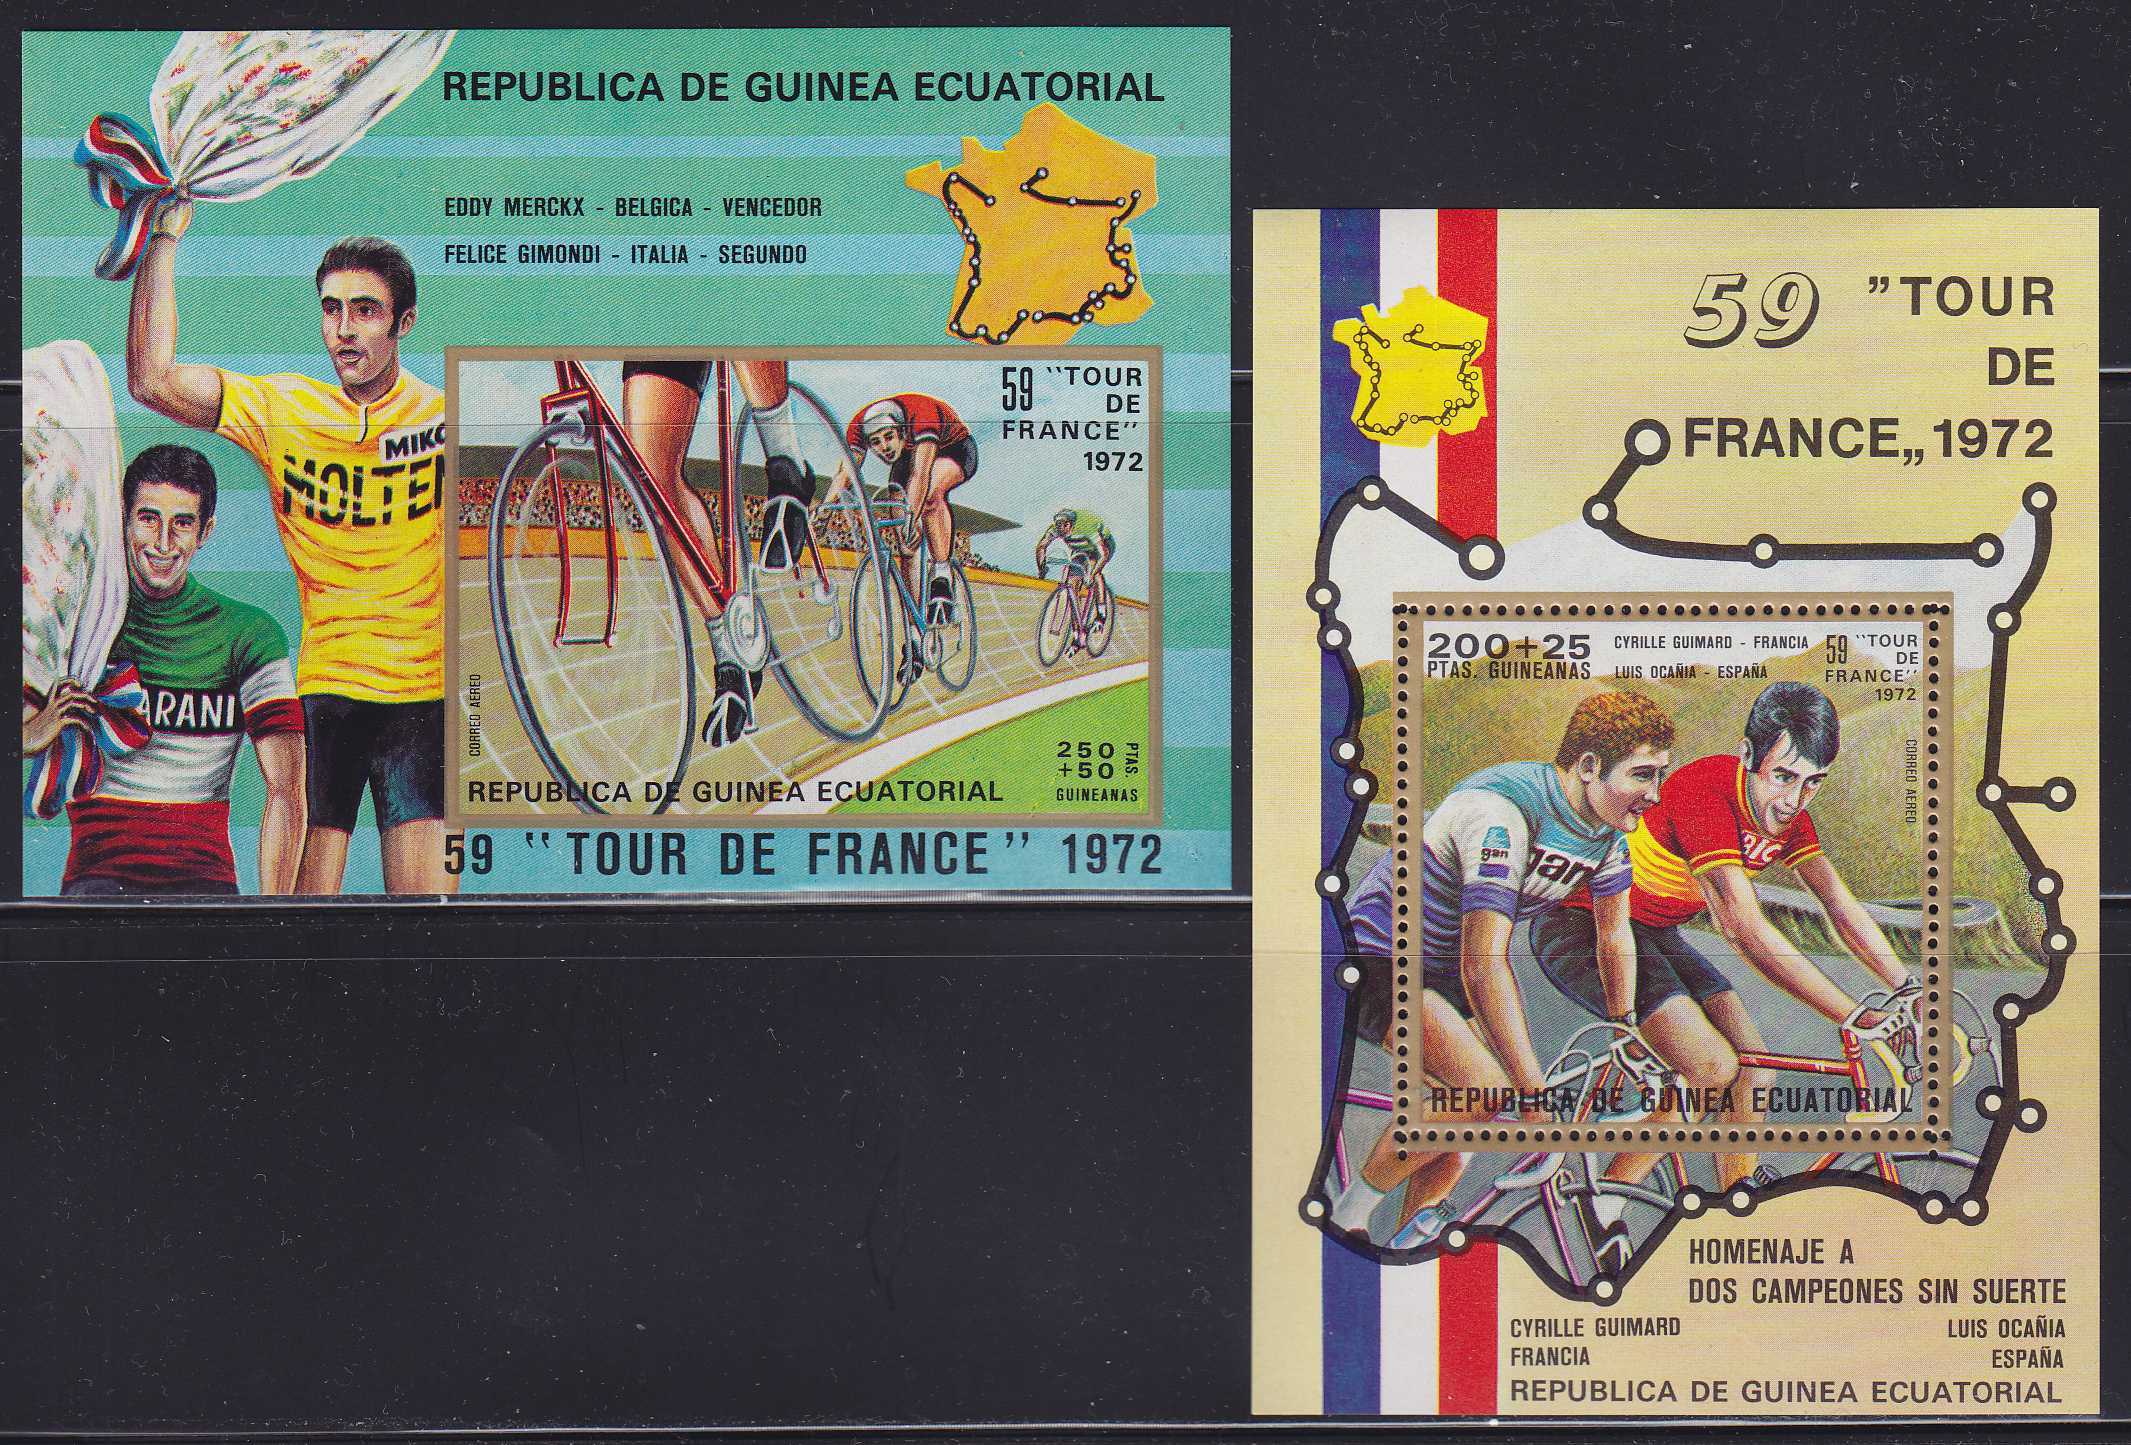 REPUBLICA DE GUINEA ECUATORIAL
EDDY MERCKX - BELGICA - VENCEDOR
FELICE GIMONDI - ITALIA - SEGUNDO
MIKO
MOLTEN
ARANI
59 "TOUR
DE
FRANCE"
1972
CORREO AEREO
250 PTAS.
+50
GUINEANAS
REPUBLICA DE GUINEA ECUATORIAL
59 "TOUR DE FRANCE" 1972
59 "TOUR
DE
FRANCE„ 1972
200+25
PTAS. GUINEANAS
CYRILLE GUIMARD - FRANCIA
LUIS OCAÑIA - ESPAÑA
59 "TOUR
DE
FRANCE"
1972
CORREO AEREO
gan
gan
BIC
REPUBLICA DE GUINEA ECUATORIAL
HOMENAJE A
DOS CAMPEONES SIN SUERTE
CYRILLE GUIMARD
FRANCIA
LUIS OCAÑIA
ESPAÑA
REPUBLICA DE GUINEA ECUATORIAL